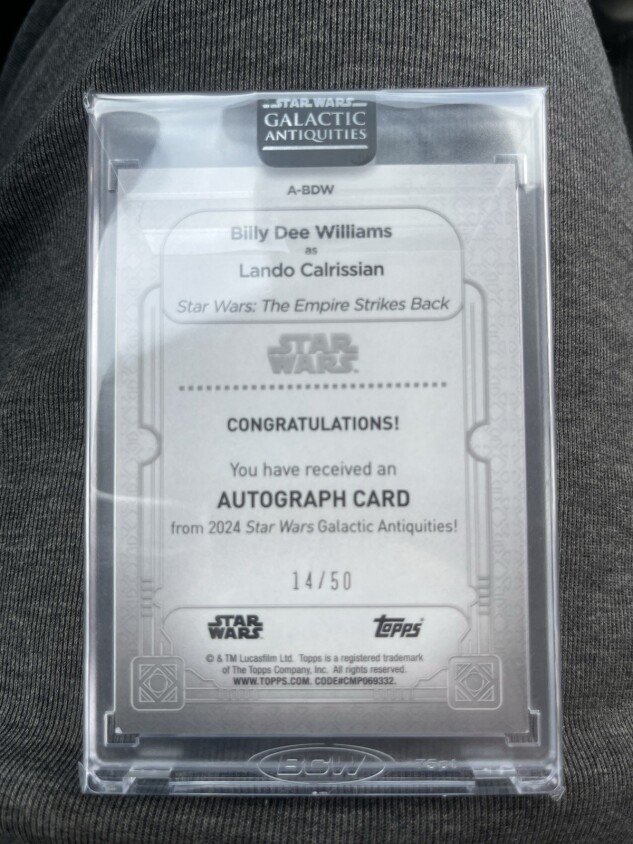 STAR WARS
GALACTIC
ANTIQUITIES
A-BDW
Billy Dee Williams
as
Lando Calrissian
Star Wars: The Empire Strikes Back
STAR
WARS
CONGRATULATIONS!
You have received an
AUTOGRAPH CARD
from 2024 Star Wars Galactic Antiquities!
14/50
STAR
WARS
Topps
© & TM Lucasfilm Ltd. Topps is a registered trademark
of The Topps Company, Inc. All rights reserved.
WWW.TOPPS.COM. CODE#CMP069332.
BCW
75pt